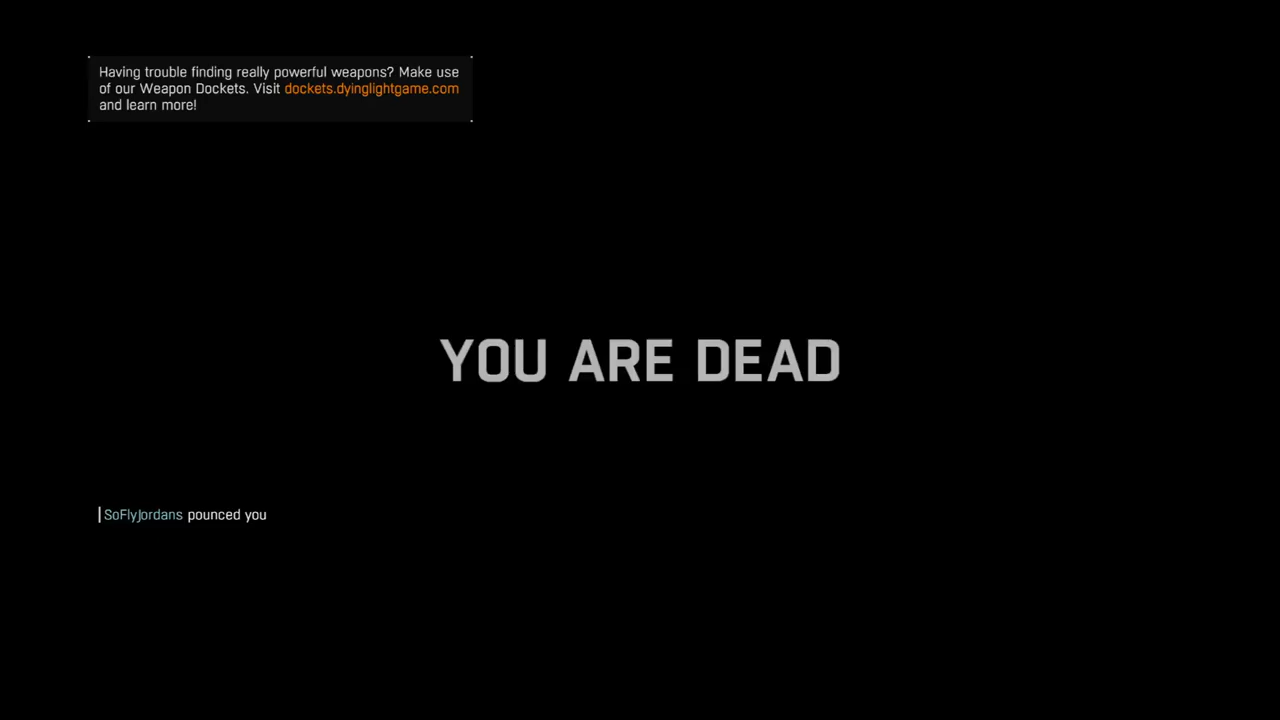 Having trouble finding really powerful weapons? Make use
of our Weapon Dockets. Visit dockets.dyinglightgame.com
and learn more!
YOU ARE DEAD
SoFlyJordans pounced you